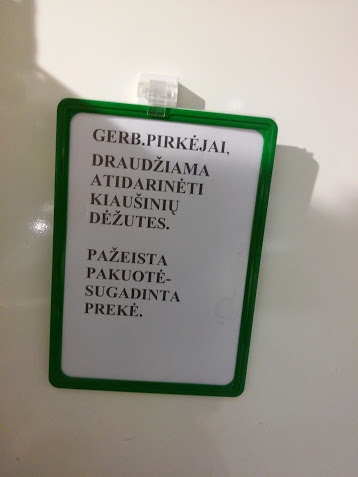 GERB.PIRKĖJAI,
DRAUDŽIAMA
ATIDARINĖTI
KIAUŠINIŲ
DĖŽUTES.
PAŽEISTA
PAKUOTĖ-
SUGADINTA
PREKĖ.